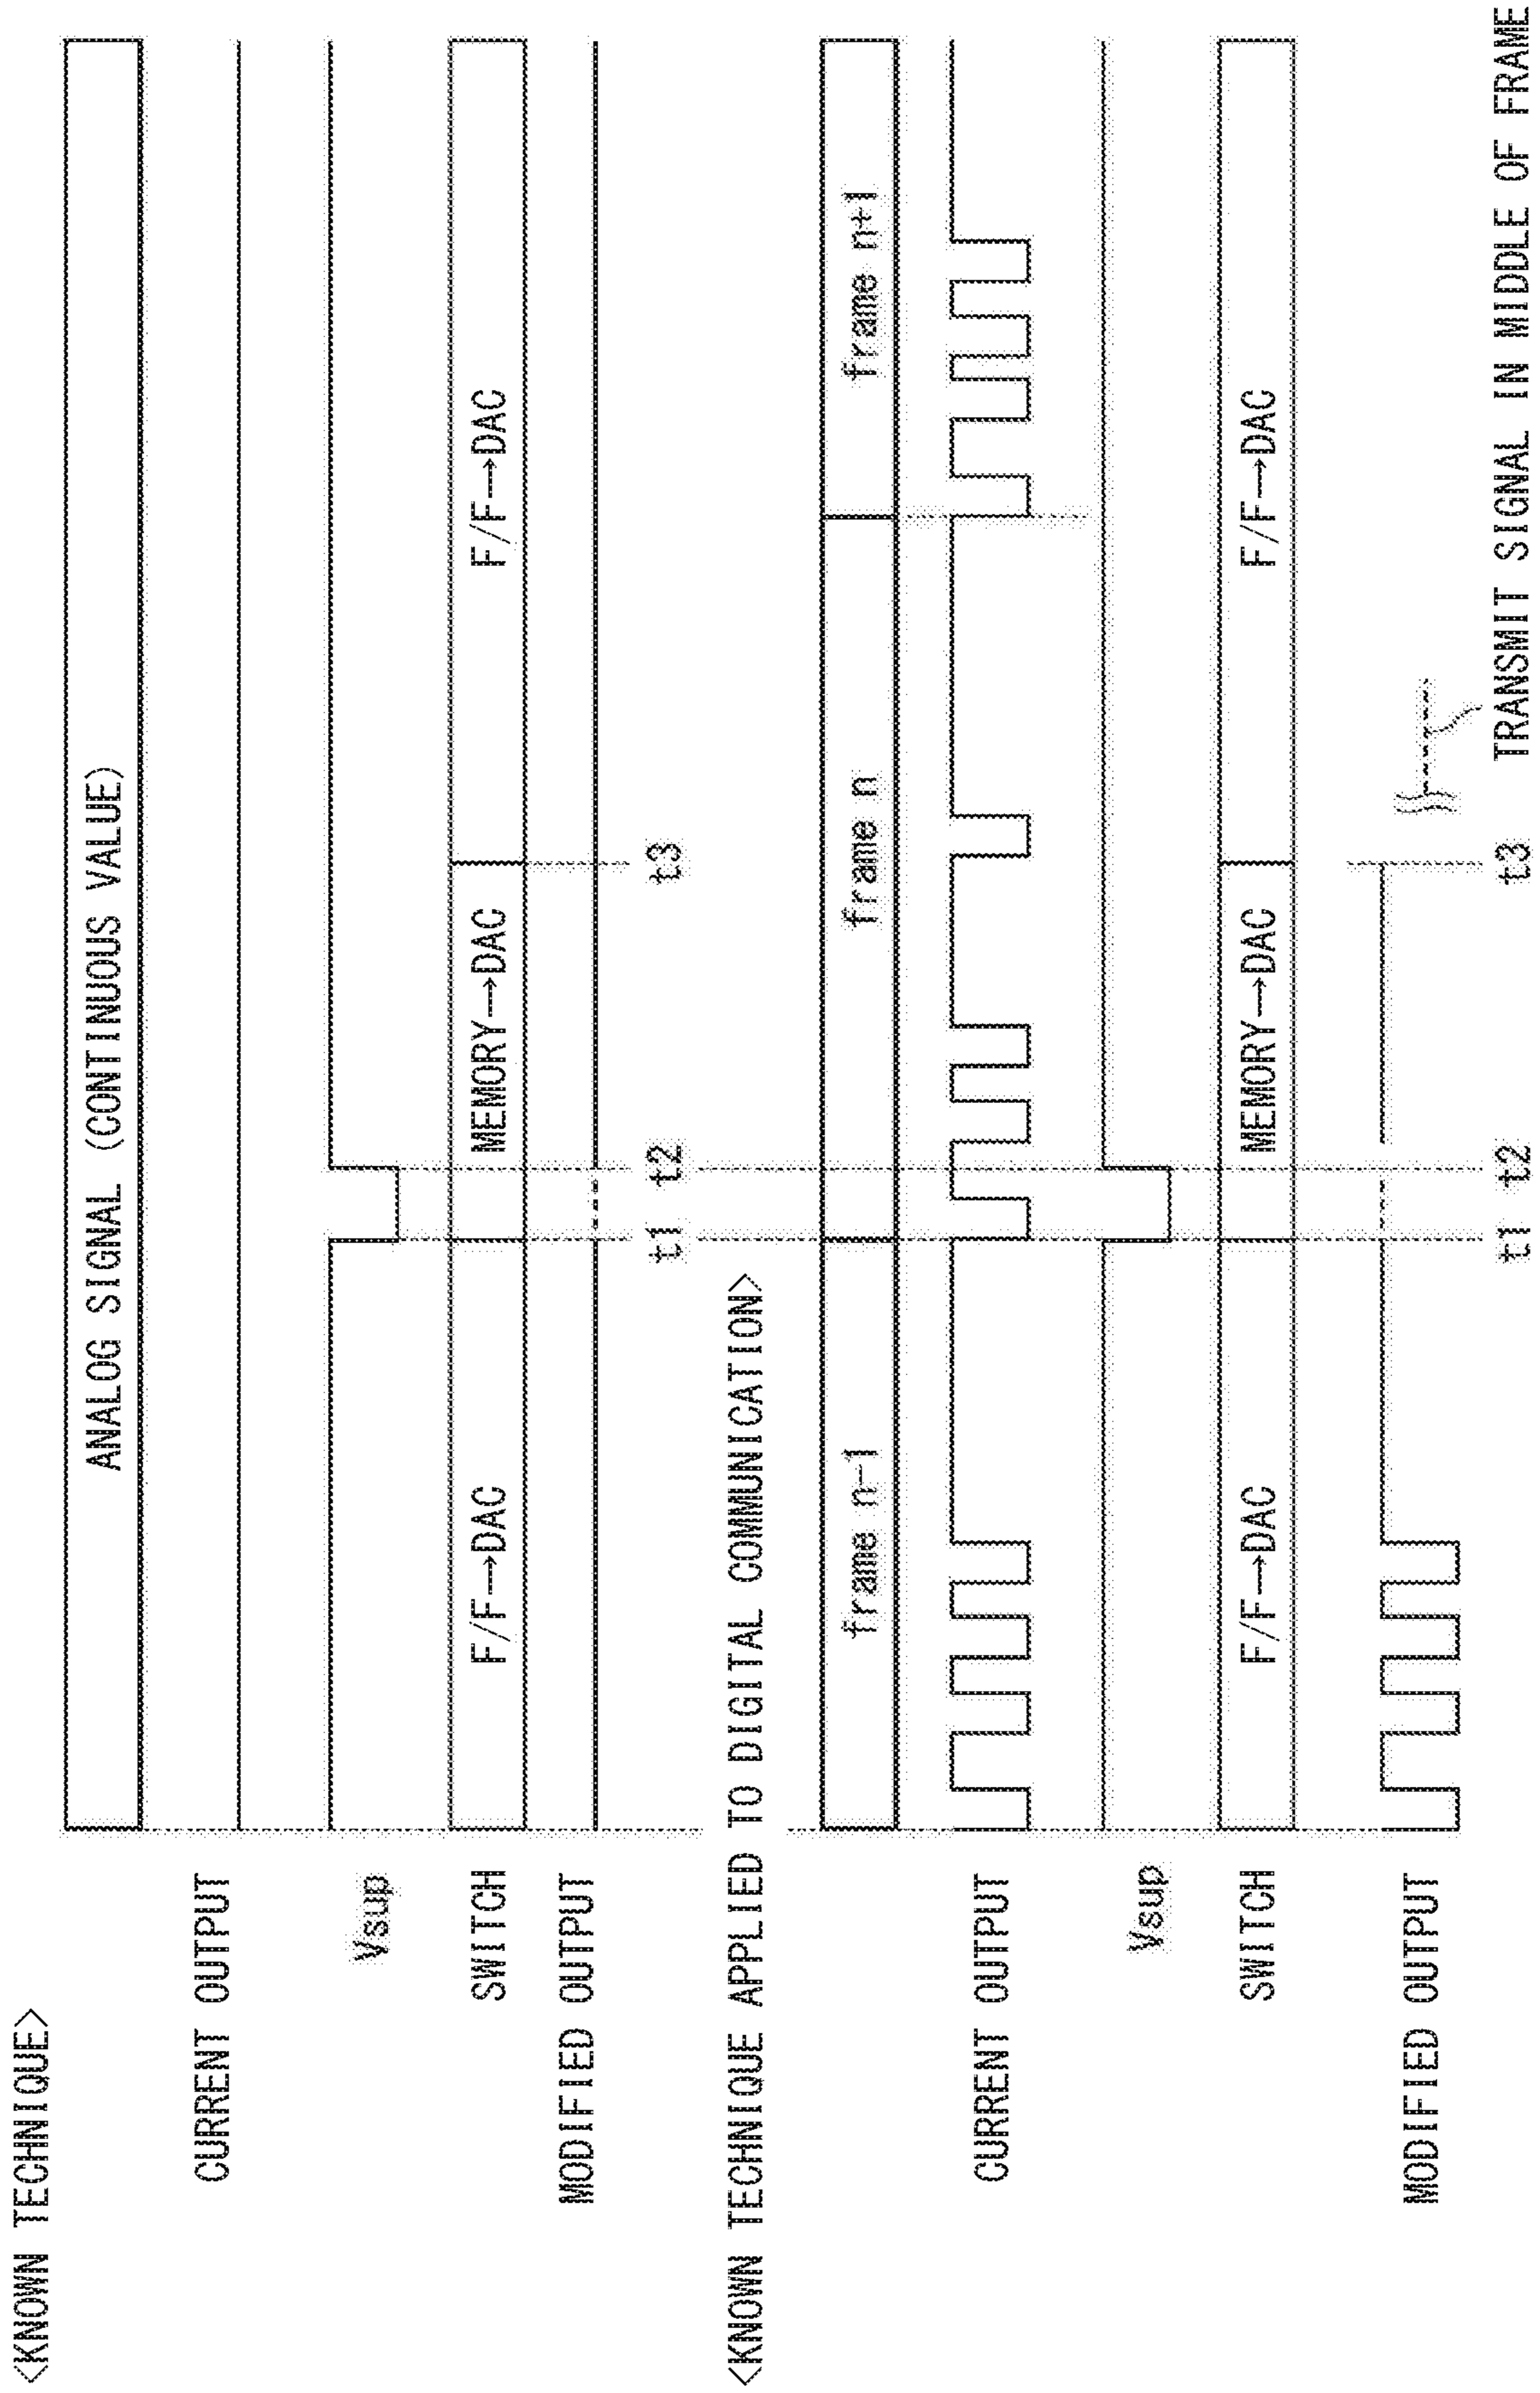 <KNOWN TECHNIQUE>
ANALOG SIGNAL (CONTINUOUS VALUE)
CURRENT OUTPUT
Vsup
SWITCH
F/F→DAC
MEMORY→DAC
F/F→DAC
MODIFIED OUTPUT
t1
t2
t3
<KNOWN TECHNIQUE APPLIED TO DIGITAL COMMUNICATION>
frame n-1
frame n
frame n+1
CURRENT OUTPUT
Vsup
SWITCH
F/F→DAC
MEMORY→DAC
F/F→DAC
MODIFIED OUTPUT
t1
t2
t3
TRANSMIT SIGNAL IN MIDDLE OF FRAME